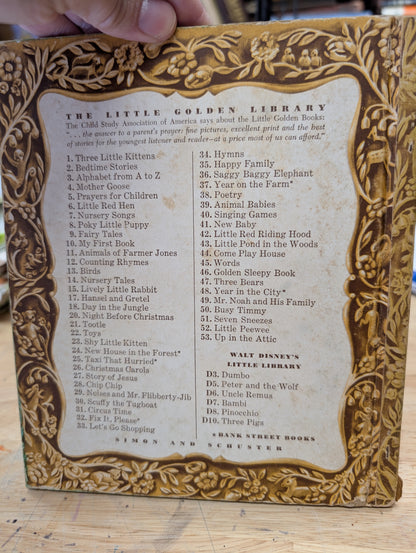 THE LITTLE GOLDEN LIBRARY
The Child Study Association of America says about the Little Golden Books:
". . . the answer to a parent's prayer: fine pictures, excellent print and the best
of stories for the youngest listener and reader—at a price most of us can afford."
1. Three Little Kittens
2. Bedtime Stories
3. Alphabet from A to Z
4. Mother Goose
5. Prayers for Children
6. Little Red Hen
7. Nursery Songs
8. Poky Little Puppy
9. Fairy Tales
10. My First Book
11. Animals of Farmer Jones
12. Counting Rhymes
13. Birds
14. Nursery Tales
15. Lively Little Rabbit
17. Hansel and Gretel
18. Day in the Jungle
20. Night Before Christmas
21. Tootle
22. Toys
23. Shy Little Kitten
24. New House in the Forest*
25. Taxi That Hurried*
26. Christmas Carols
27. Story of Jesus
28. Chip Chip
29. Noises and Mr. Flibberty-Jib
30. Scuffy the Tugboat
31. Circus Time
32. Fix It, Please*
33. Let's Go Shopping
34. Hymns
35. Happy Family
36. Saggy Baggy Elephant
37. Year on the Farm*
38. Poetry
39. Animal Babies
40. Singing Games
41. New Baby
42. Little Red Riding Hood
43. Little Pond in the Woods
44. Come Play House
45. Words
46. Golden Sleepy Book
47. Three Bears
48. Year in the City*
49. Mr. Noah and His Family
50. Busy Timmy
51. Seven Sneezes
52. Little Peewee
53. Up in the Attic
WALT DISNEY'S
LITTLE LIBRARY
D3. Dumbo
D5. Peter and the Wolf
D6. Uncle Remus
D7. Bambi
D8. Pinocchio
D10. Three Pigs
*BANK STREET BOOKS
SIMON AND SCHUSTER